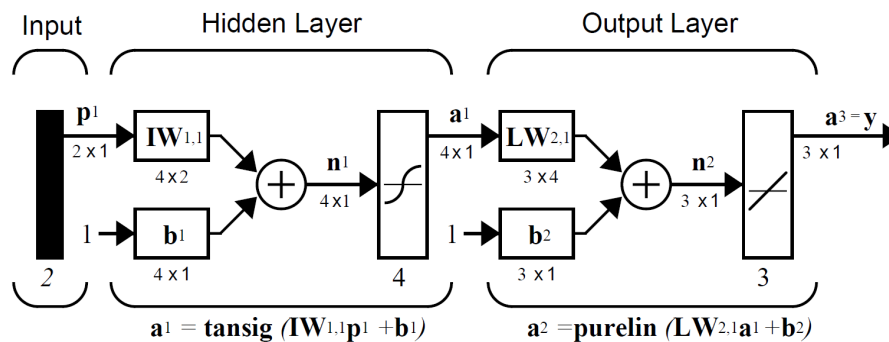 Input Hidden Layer Output Layer
p1 a1 a3 = y
IW1,1 LW2,1
2 x 1 4 x 1 3 x 1
n1 n2
4 x 2 3 x 4
4 x 1 3 x 1
1 b1 1 b2
2 4 x 1 4 3 x 1 3
a1 = tansig (IW1,1p1 +b1) a2 =purelin (LW2,1a1 +b2)